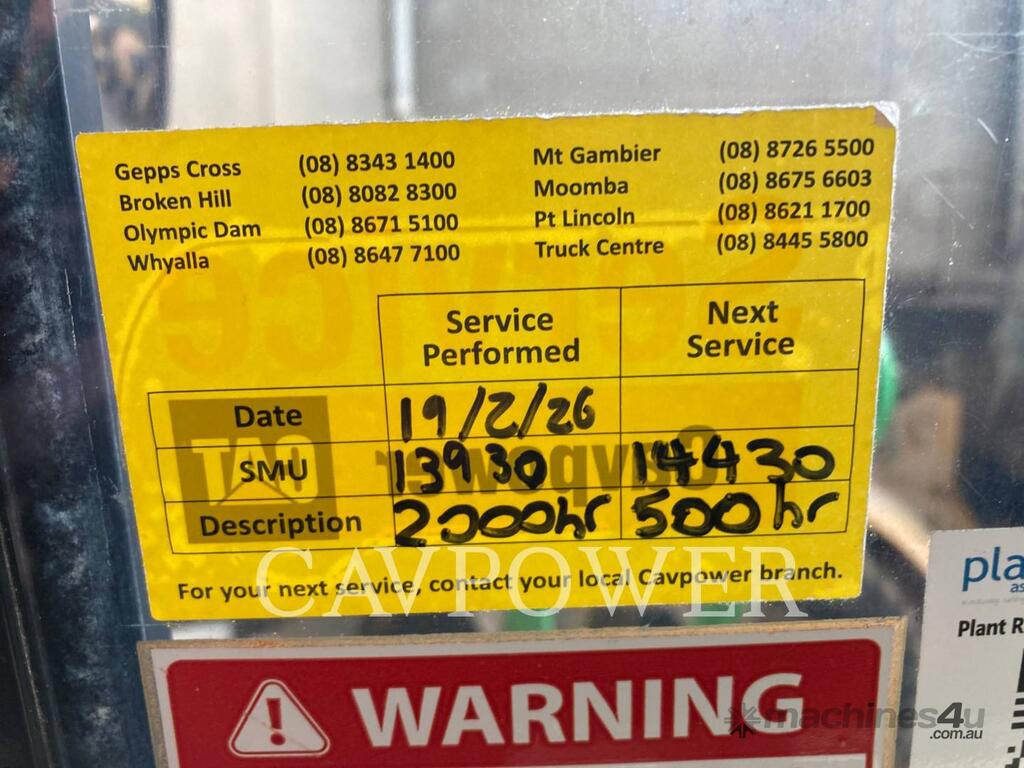 Gepps Cross (08) 8343 1400 Mt Gambier (08) 8726 5500
Broken Hill (08) 8082 8300 Moomba (08) 8675 6603
Olympic Dam (08) 8671 5100 Pt Lincoln (08) 8621 1700
Whyalla (08) 8647 7100 Truck Centre (08) 8445 5800
Service Performed Next Service
Date 19/2/26
SMU 13930 14430
Description 2000hr 500hr
For your next service, contact your local Cavpower branch.
CAVPOWER
WARNING
pla
as
Plant R
machines4u
.com.au